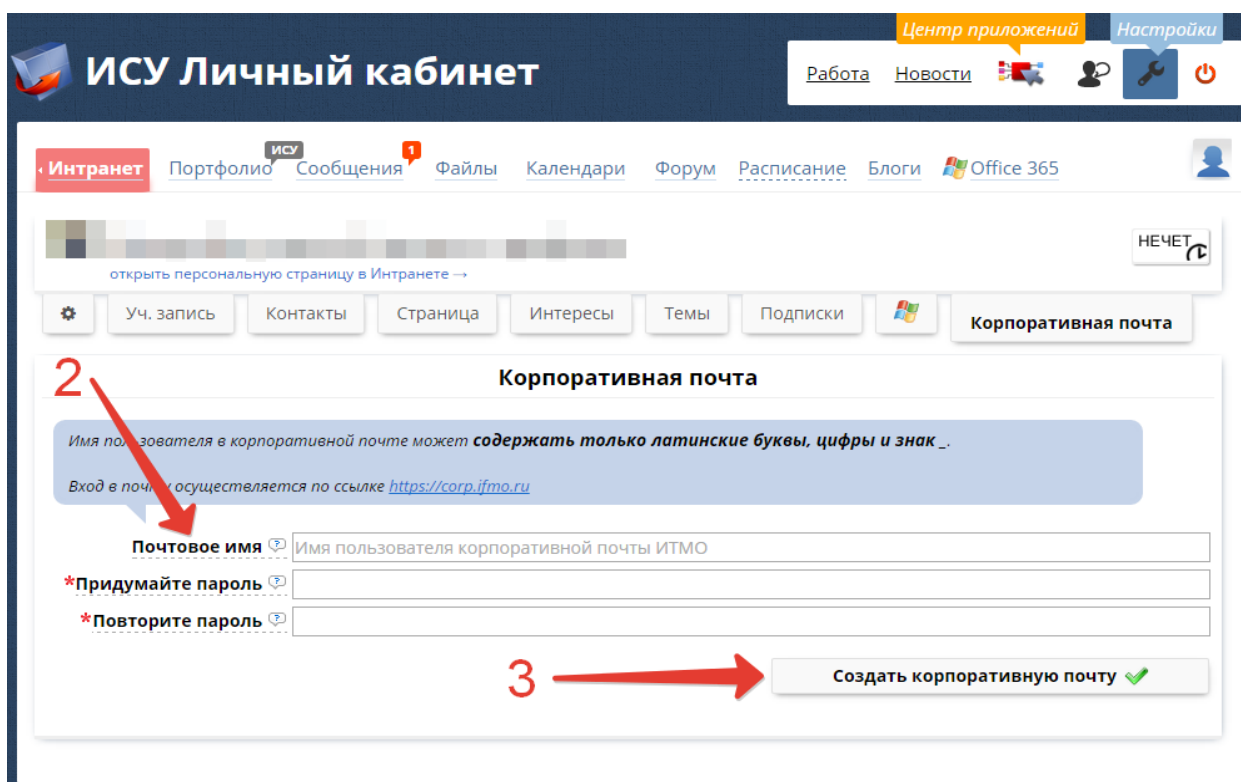 Центр приложений Настройки
ИСУ Личный кабинет
Работа Новости
ИСУ 1
Интранет Портфолио Сообщения Файлы Календари Форум Расписание Блоги Office 365
НЕЧЕТ
открыть персональную страницу в Интранете →
Уч. запись Контакты Страница Интересы Темы Подписки Корпоративная почта
2
Корпоративная почта
Имя пользователя в корпоративной почте может содержать только латинские буквы, цифры и знак _.
Вход в почту осуществляется по ссылке https://corp.ifmo.ru
Почтовое имя ? Имя пользователя корпоративной почты ИТМО
*Придумайте пароль ?
*Повторите пароль ?
3
Создать корпоративную почту